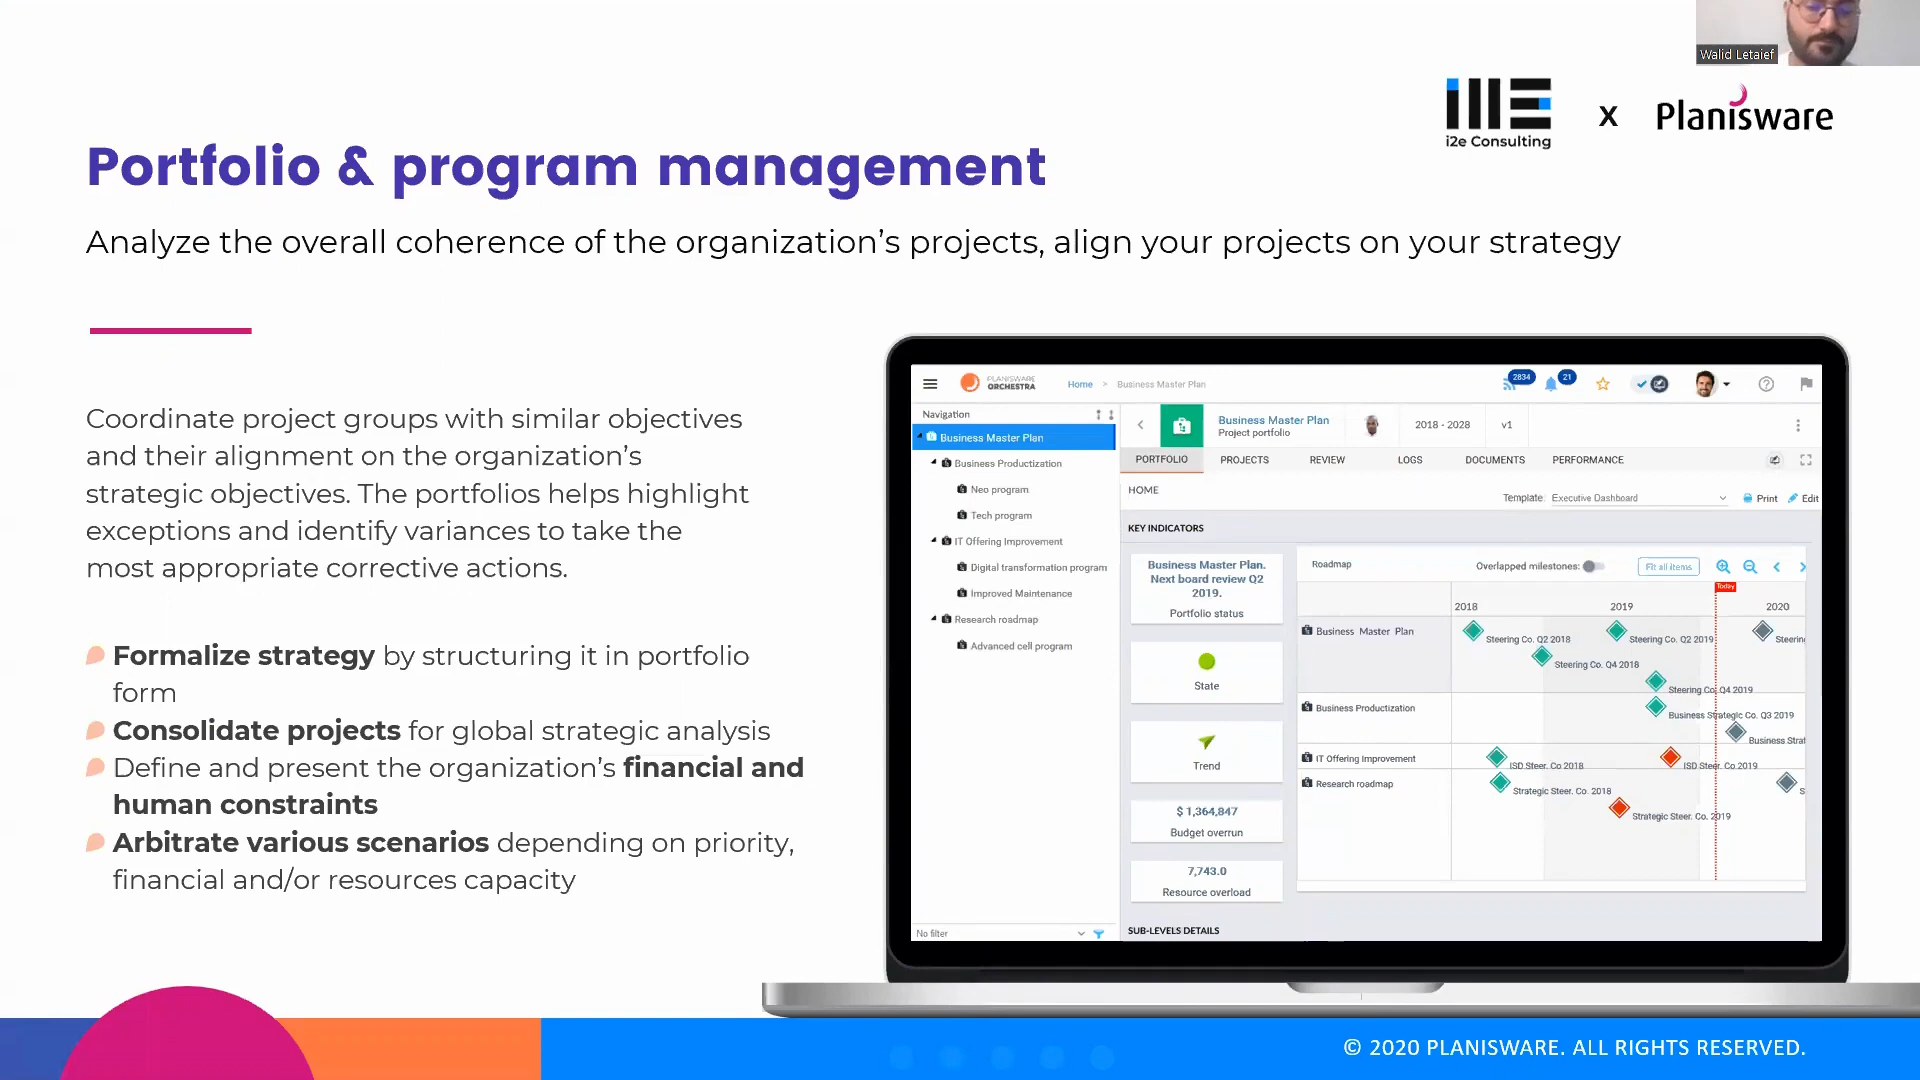 Walid Letaief
i2e Consulting
x
Planisware
Portfolio & program management
Analyze the overall coherence of the organization's projects, align your projects on your strategy
Coordinate project groups with similar objectives
and their alignment on the organization's
strategic objectives. The portfolios helps highlight
exceptions and identify variances to take the
most appropriate corrective actions.
Formalize strategy by structuring it in portfolio
form
Consolidate projects for global strategic analysis
Define and present the organization's financial and
human constraints
Arbitrate various scenarios depending on priority,
financial and/or resources capacity
PLANISWARE
ORCHESTRA
Home > Business Master Plan
2834
21
Navigation
Business Master Plan
Business Productization
Neo program
Tech program
IT Offering Improvement
Digital transformation program
Improved Maintenance
Research roadmap
Advanced cell program
No filter
Business Master Plan
Project portfolio
2018 - 2028
v1
PORTFOLIO
PROJECTS
REVIEW
LOGS
DOCUMENTS
PERFORMANCE
HOME
Template: Executive Dashboard
Print
Edit
KEY INDICATORS
Business Master Plan.
Next board review Q2
2019.
Portfolio status
State
Trend
$ 1,364,847
Budget overrun
7,743.0
Resource overload
Roadmap
Overlapped milestones:
Fit all items
Today
2018
2019
2020
Business Master Plan
Steering Co. Q2 2018
Steering Co. Q2 2019
Steering
Steering Co. Q4 2018
Steering Co. Q4 2019
Business Productization
Business Strategic Co. Q3 2019
Business Strat
IT Offering Improvement
ISD Steer. Co 2018
ISD Steer. Co 2019
Research roadmap
Strategic Steer. Co. 2018
S
Strategic Steer. Co. 2019
SUB-LEVELS DETAILS
© 2020 PLANISWARE. ALL RIGHTS RESERVED.